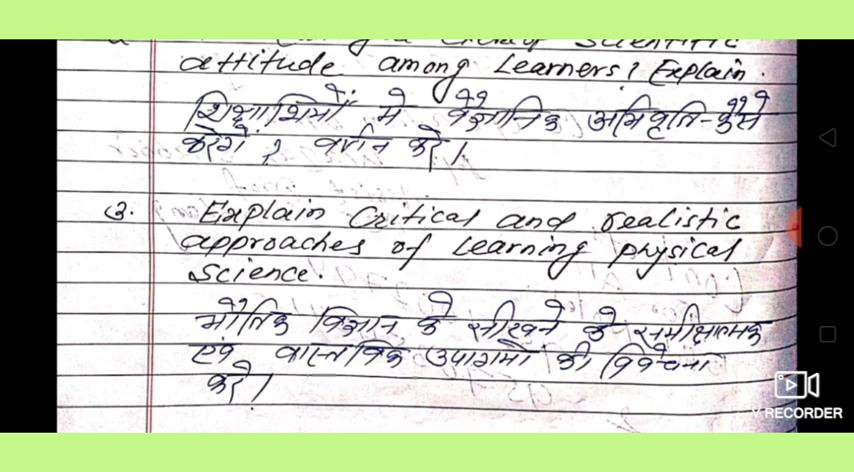 Scientific
attitude among Learners? Explain.
शिक्षार्थियों में वैज्ञानिक अभिवृति कैसे
करेगें ? वर्णन करें।
3. Explain Critical and realistic
approaches of Learning physical
science.
भौतिक विज्ञान के सीखने के समीक्षात्मक
एवं वास्तविक उपागमों की विवेचना
करें।
V RECORDER